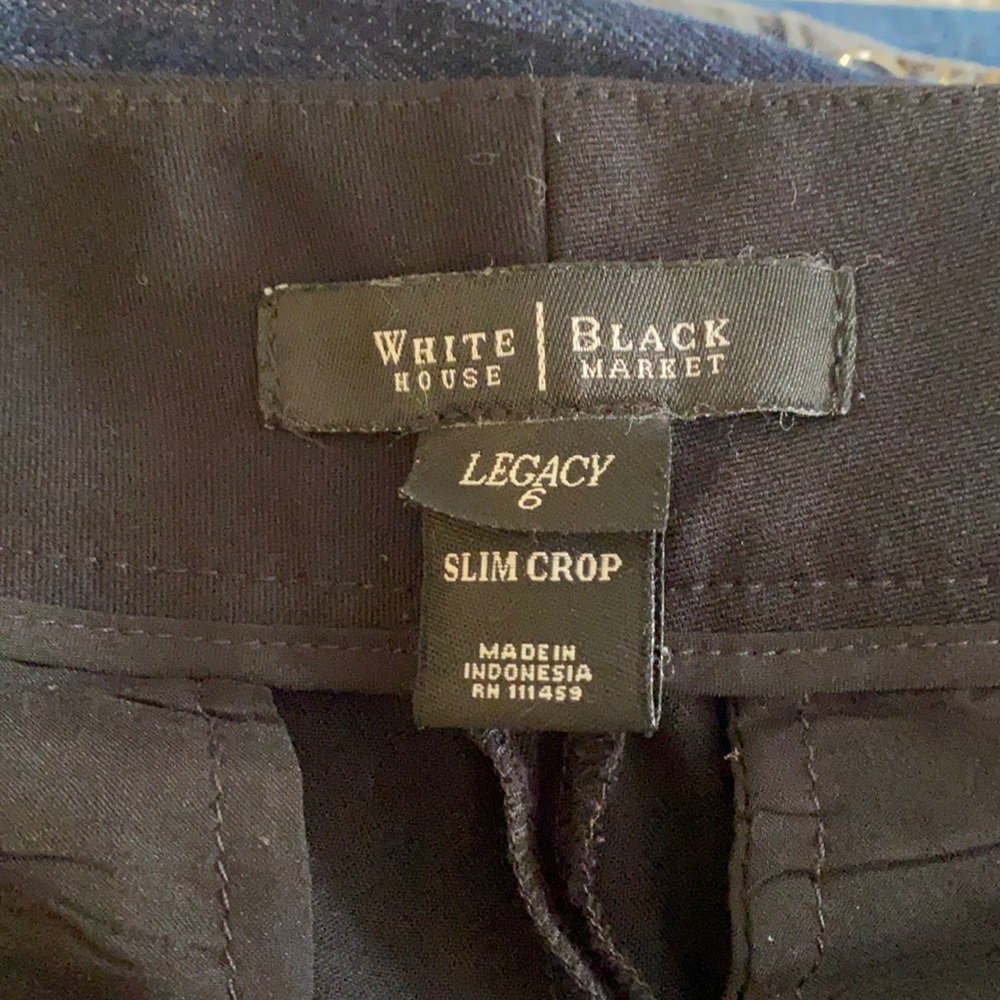 WHITE | BLACK
HOUSE MARKET
LEGACY
6
SLIM CROP
MADE IN
INDONESIA
RN 111459